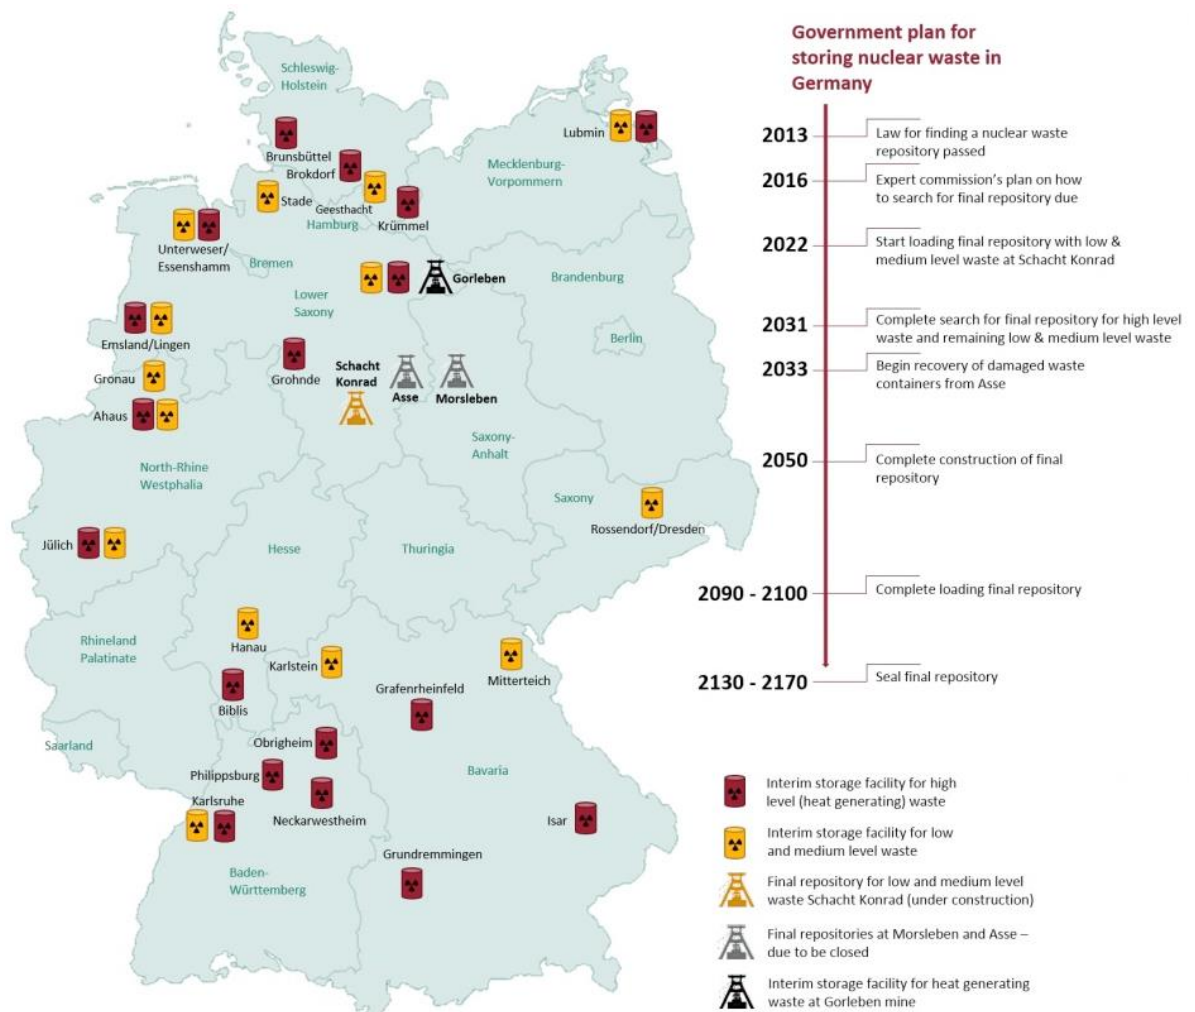 Government plan for
storing nuclear waste in
Germany
2013
Law for finding a nuclear waste
repository passed
2016
Expert commission's plan on how
to search for final repository due
2022
Start loading final repository with low &
medium level waste at Schacht Konrad
2031
Complete search for final repository for high level
waste and remaining low & medium level waste
2033
Begin recovery of damaged waste
containers from Asse
2050
Complete construction of final
repository
2090 - 2100
Complete loading final repository
2130 - 2170
Seal final repository
Schleswig-
Holstein
Lubmin
Brunsbüttel
Brokdorf
Mecklenburg-
Vorpommern
Stade
Geesthacht
Hamburg
Krümmel
Unterweser/
Essenshamm
Bremen
Gorleben
Brandenburg
Lower
Saxony
Emsland/Lingen
Berlin
Grohnde
Schacht
Konrad
Asse
Morsleben
Gronau
Ahaus
Saxony-
Anhalt
North-Rhine
Westphalia
Saxony
Rossendorf/Dresden
Jülich
Hesse
Thuringia
Hanau
Rhineland
Palatinate
Karlstein
Mitterteich
Biblis
Grafenrheinfeld
Saarland
Obrigheim
Bavaria
Philippsburg
Karlsruhe
Neckarwestheim
Isar
Grundremmingen
Baden-
Württemberg
Interim storage facility for high
level (heat generating) waste
Interim storage facility for low
and medium level waste
Final repository for low and medium level
waste Schacht Konrad (under construction)
Final repositories at Morsleben and Asse –
due to be closed
Interim storage facility for heat generating
waste at Gorleben mine